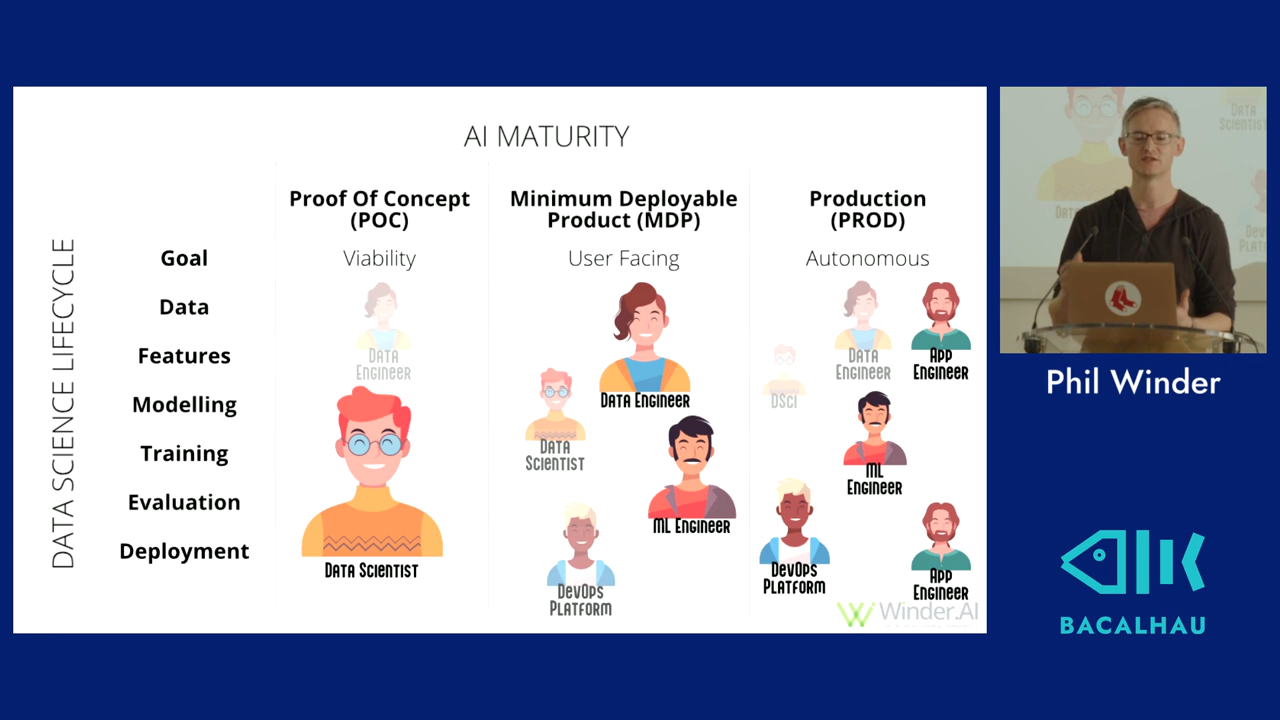 AI MATURITY
DATA SCIENCE LIFECYCLE
Proof Of Concept
(POC)
Minimum Deployable
Product (MDP)
Production
(PROD)
Goal
Viability
User Facing
Autonomous
Data
Features
Modelling
Training
Evaluation
Deployment
DATA
ENGINEER
DATA SCIENTIST
DATA ENGINEER
DATA
SCIENTIST
ML ENGINEER
DEVOPS
PLATFORM
DATA
ENGINEER
APP
ENGINEER
DSCI
ML
ENGINEER
DEVOPS
PLATFORM
APP
ENGINEER
Winder.AI
DATA
SCIENTIST
Phil Winder
BACALHAU